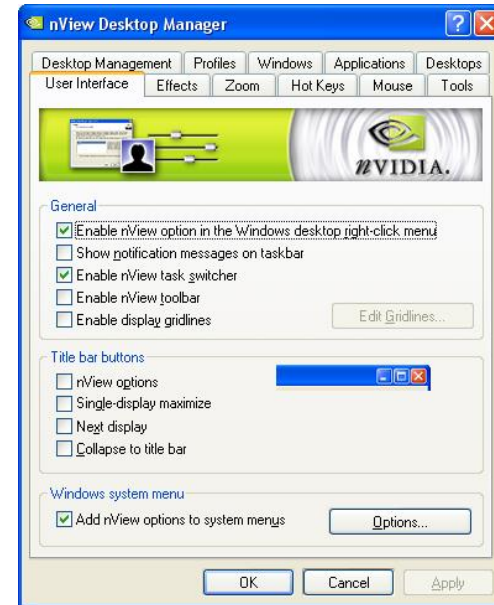 nView Desktop Manager
Desktop Management Profiles Windows Applications Desktops
User Interface Effects Zoom Hot Keys Mouse Tools
nVIDIA.
General
Enable nView option in the Windows desktop right-click menu
Show notification messages on taskbar
Enable nView task switcher
Enable nView toolbar
Enable display gridlines
Edit Gridlines...
Title bar buttons
nView options
Single-display maximize
Next display
Collapse to title bar
Windows system menu
Add nView options to system menus
Options...
OK Cancel Apply